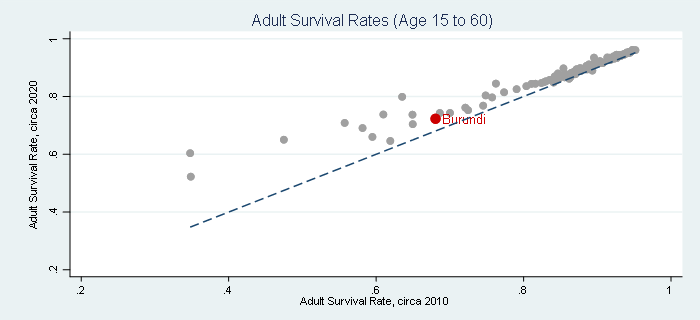 Adult Survival Rates (Age 15 to 60)
Adult Survival Rate, circa 2020
1
.8
.6
.4
.2
Burundi
.2
.4
.6
.8
1
Adult Survival Rate, circa 2010